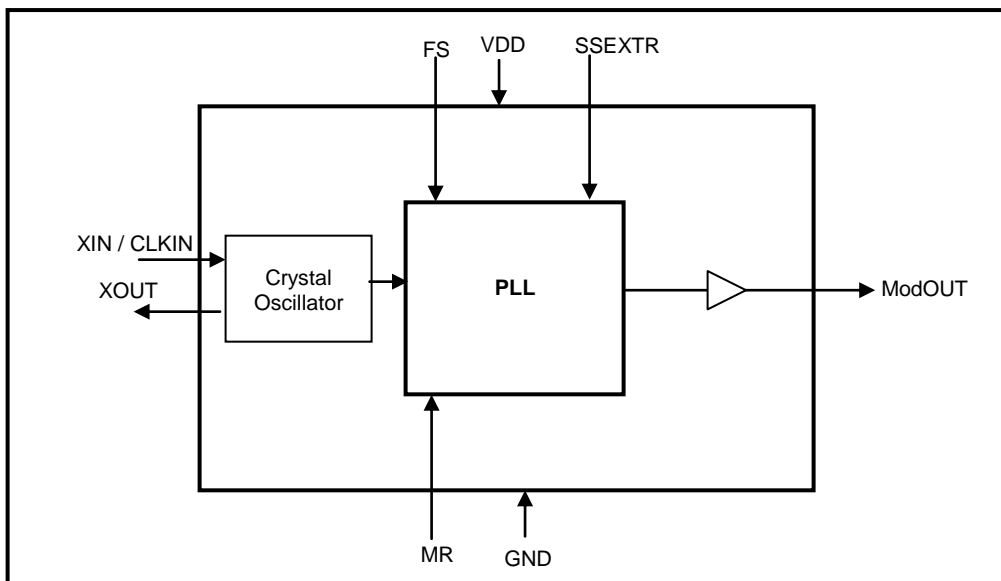 FS
VDD
SSEXTR
XIN / CLKIN
XOUT
Crystal
Oscillator
PLL
ModOUT
MR
GND